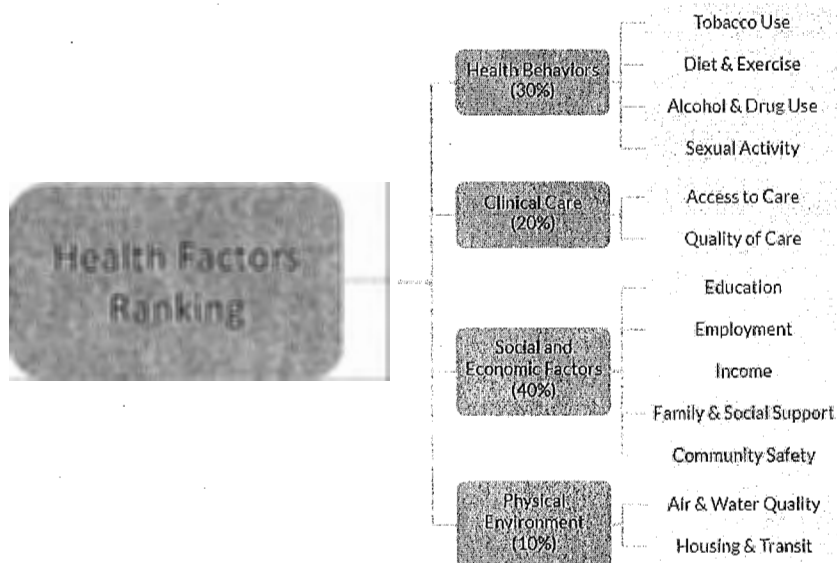 Health Factors
Ranking
Health Behaviors
(30%)
Tobacco Use
Diet & Exercise
Alcohol & Drug Use
Sexual Activity
Clinical Care
(20%)
Access to Care
Quality of Care
Social and
Economic Factors
(40%)
Education
Employment
Income
Family & Social Support
Community Safety
Physical
Environment
(10%)
Air & Water Quality
Housing & Transit